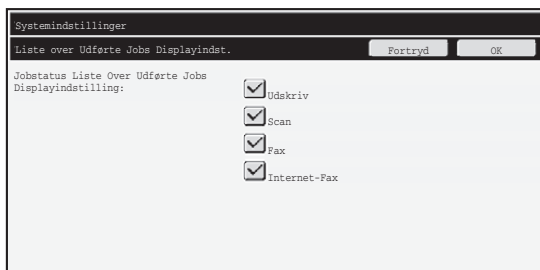 Systemindstillinger
Liste over Udførte Jobs Displayindst. Fortryd OK
Jobstatus Liste Over Udførte Jobs
Displayindstilling:
Udskriv
Scan
Fax
Internet-Fax